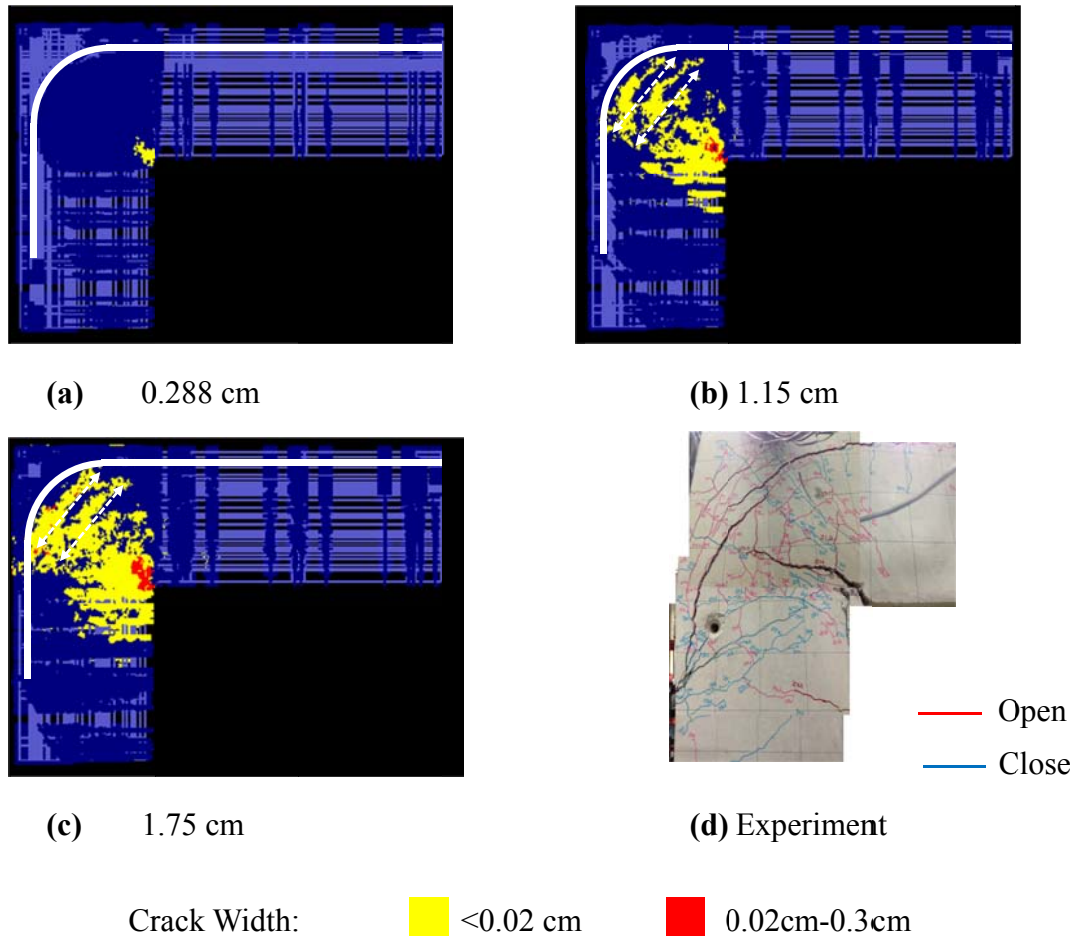 (a) 0.288 cm
(b) 1.15 cm
(c) 1.75 cm
(d) Experiment
Open
Close
Crack Width: <0.02 cm 0.02cm-0.3cm